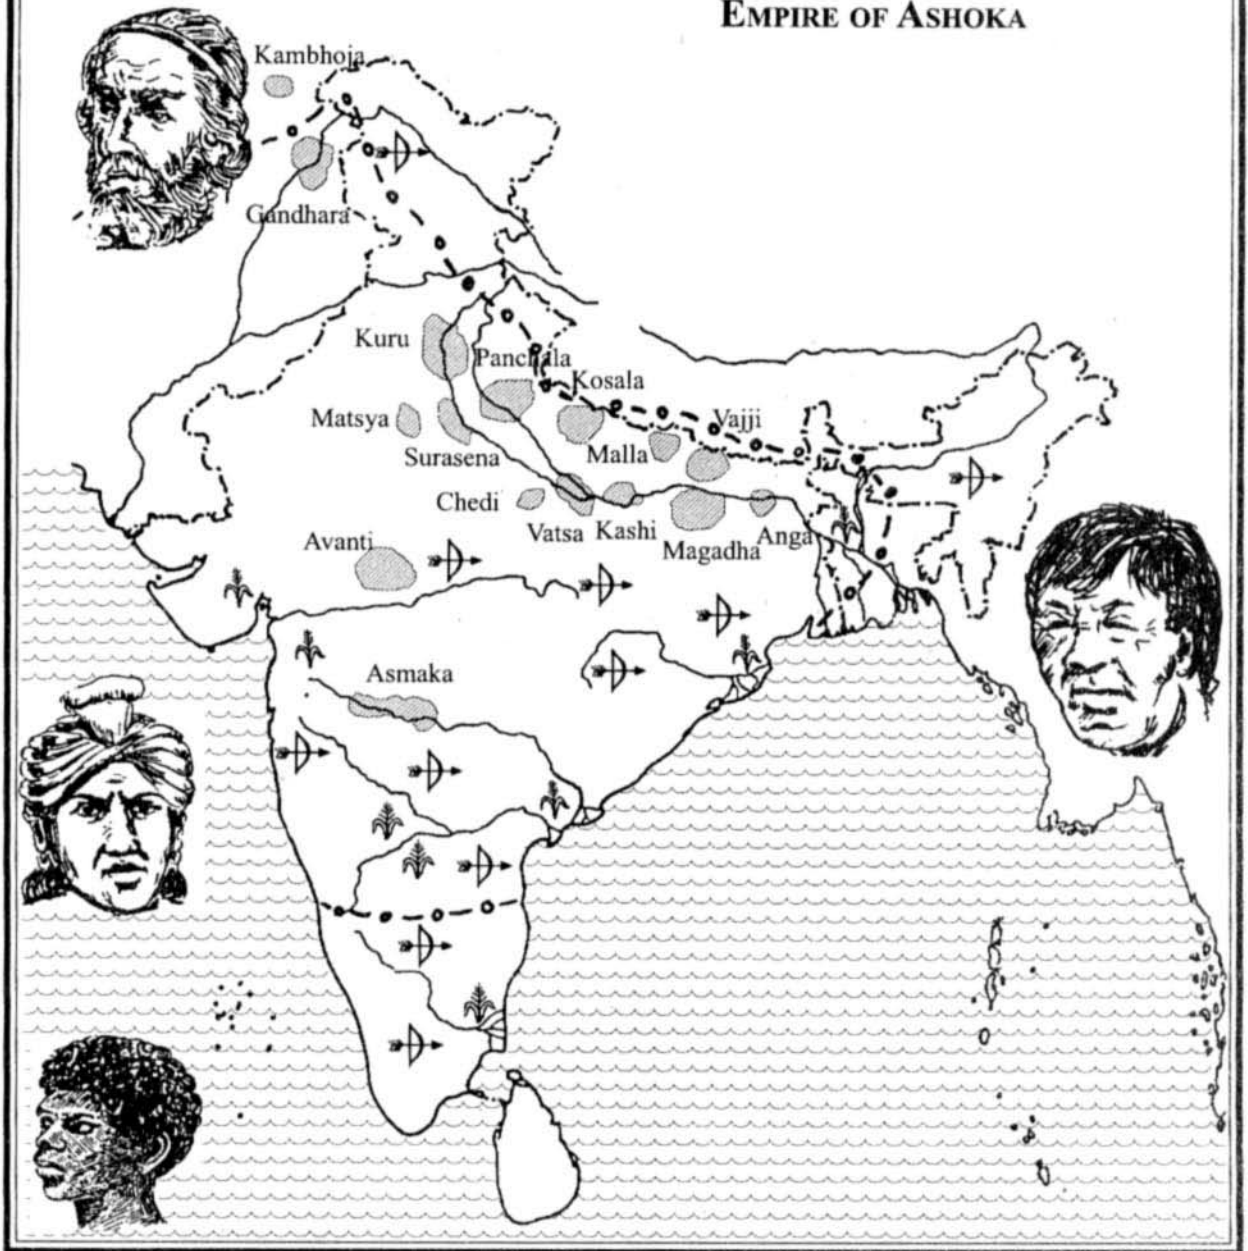 EMPIRE OF ASHOKA
Kambhoja
Gandhara
Kuru
Panchala
Kosala
Matsya
Vajji
Surasena
Malla
Chedi
Vatsa
Kashi
Magadha
Anga
Avanti
Asmaka